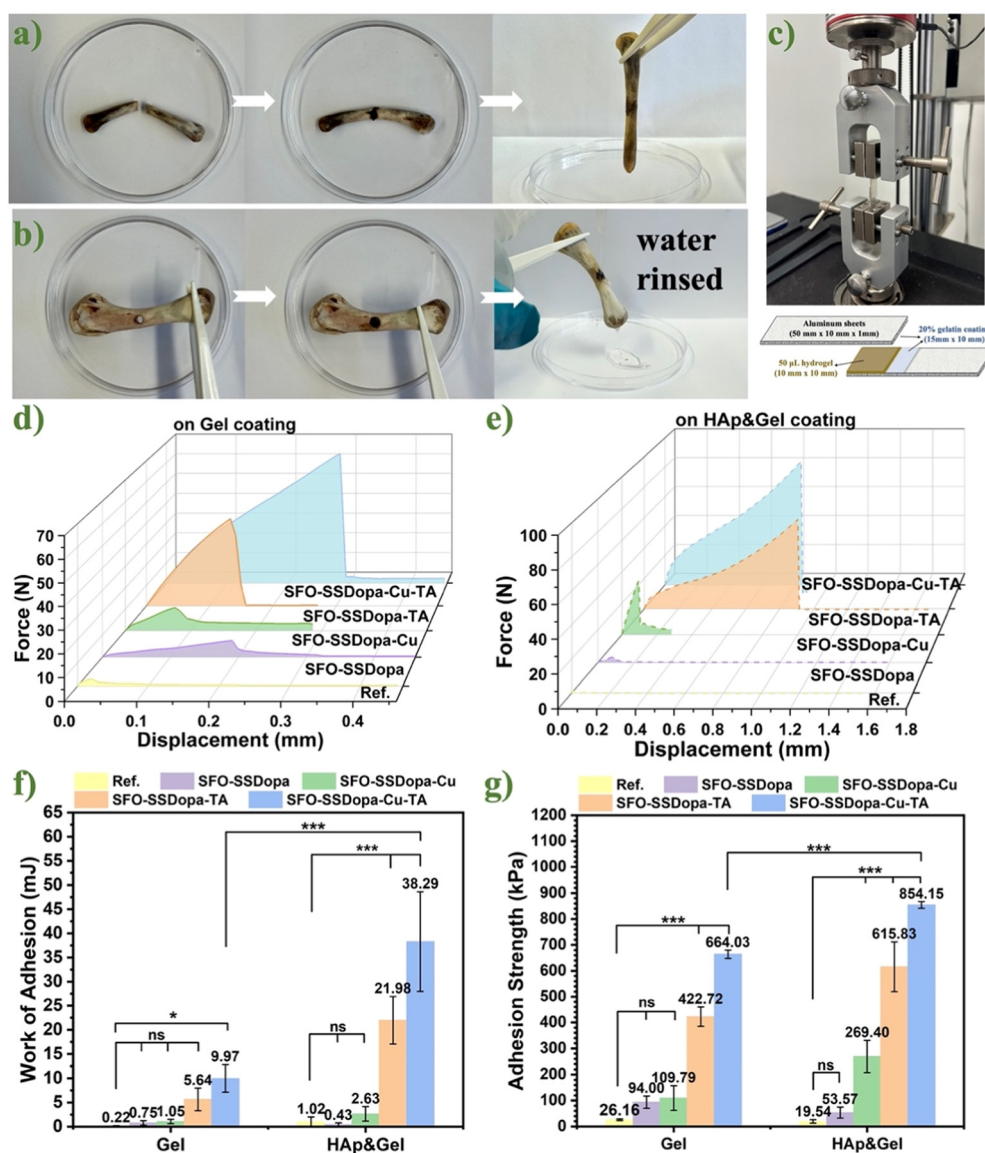 a)
c)
b)
water
rinsed
Aluminum sheets
(50 mm x 10 mm x 1mm)
20% gelatin coatin
(15mm x 10 mm)
50 μL hydrogel
(10 mm x 10 mm)
d)
on Gel coating
Force (N)
70
60
50
40
30
20
10
0
SFO-SSDopa-Cu-TA
SFO-SSDopa-TA
SFO-SSDopa-Cu
SFO-SSDopa
Ref.
0.0 0.1 0.2 0.3 0.4
Displacement (mm)
e)
on HAp&Gel coating
Force (N)
100
80
60
40
20
0
SFO-SSDopa-Cu-TA
SFO-SSDopa-TA
SFO-SSDopa-Cu
SFO-SSDopa
Ref.
0.0 0.2 0.4 0.6 0.8 1.0 1.2 1.4 1.6 1.8
Displacement (mm)
f)
Ref. SFO-SSDopa SFO-SSDopa-Cu
SFO-SSDopa-TA SFO-SSDopa-Cu-TA
Work of Adhesion (mJ)
65
60
55
50
45
40
35
30
25
20
15
10
5
0
***
***
38.29
21.98
*
ns
ns
9.97
5.64
0.22 0.75 1.05
1.02 0.43 2.63
Gel HAp&Gel
g)
Ref. SFO-SSDopa SFO-SSDopa-Cu
SFO-SSDopa-TA SFO-SSDopa-Cu-TA
Adhesion Strength (kPa)
1200
1100
1000
900
800
700
600
500
400
300
200
100
0
***
***
854.15
***
664.03
615.83
ns
422.72
269.40
ns
26.16 94.00 109.79
19.54 53.57
Gel HAp&Gel